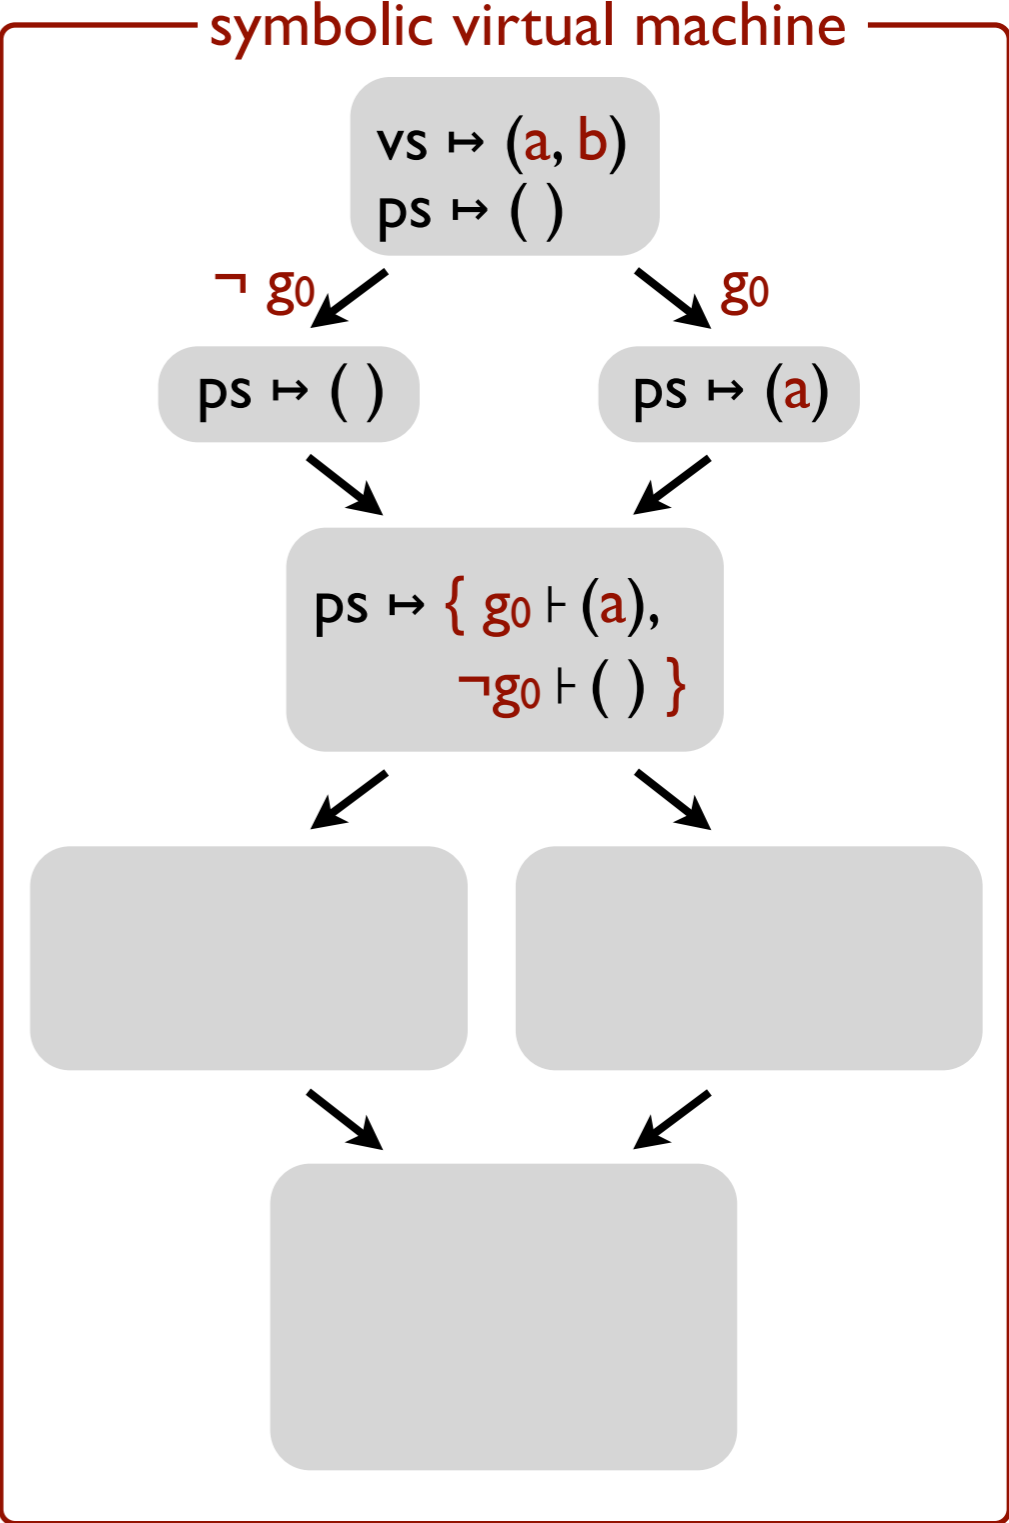 symbolic virtual machine
vs ↦ (a, b)
ps ↦ ( )
¬ g₀
g₀
ps ↦ ( )
ps ↦ (a)
ps ↦ { g₀ ⊦ (a),
¬g₀ ⊦ ( ) }